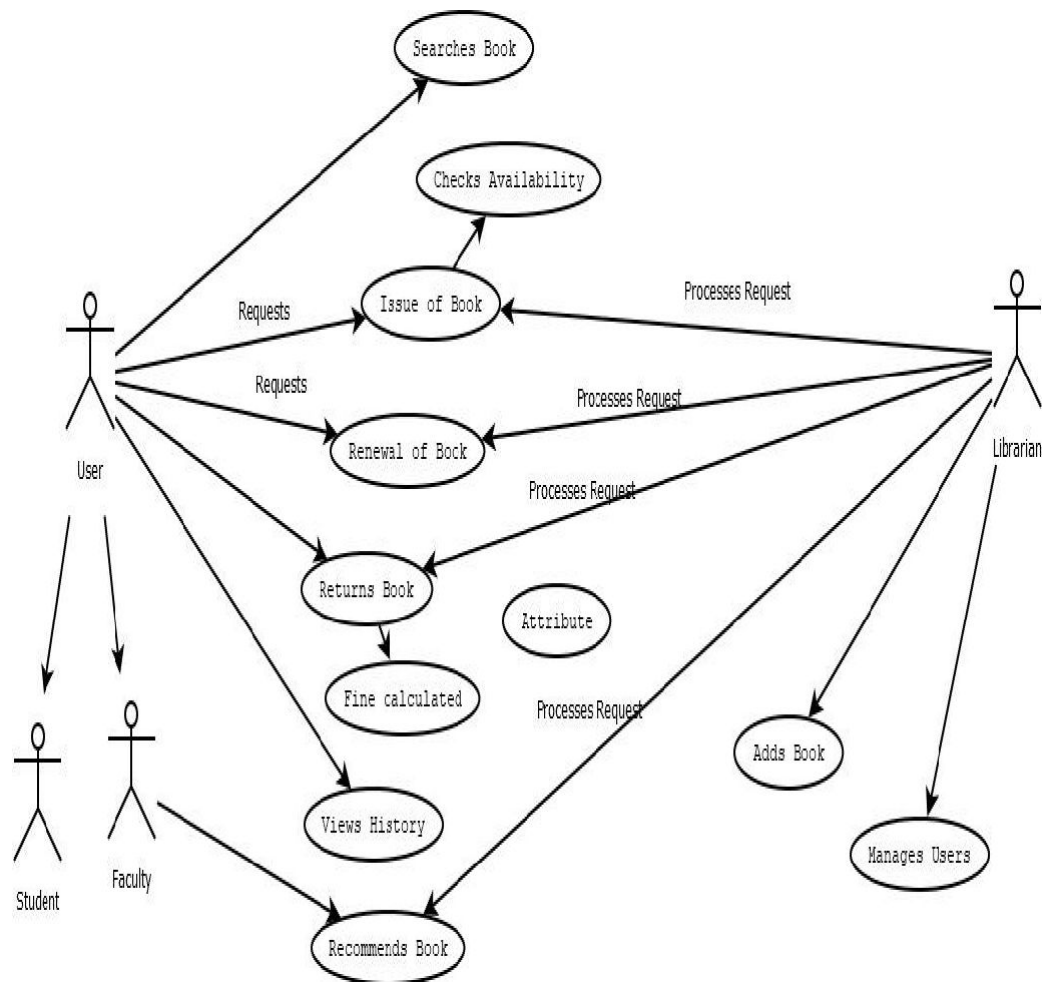 Searches Book
Checks Availability
Issue of Book
Processes Request
Requests
Requests
Processes Request
Renewal of Bock
User
Librarian
Processes Request
Returns Book
Attribute
Fine calculated
Processes Request
Adds Book
Views History
Manages Users
Faculty
Student
Recommends Book